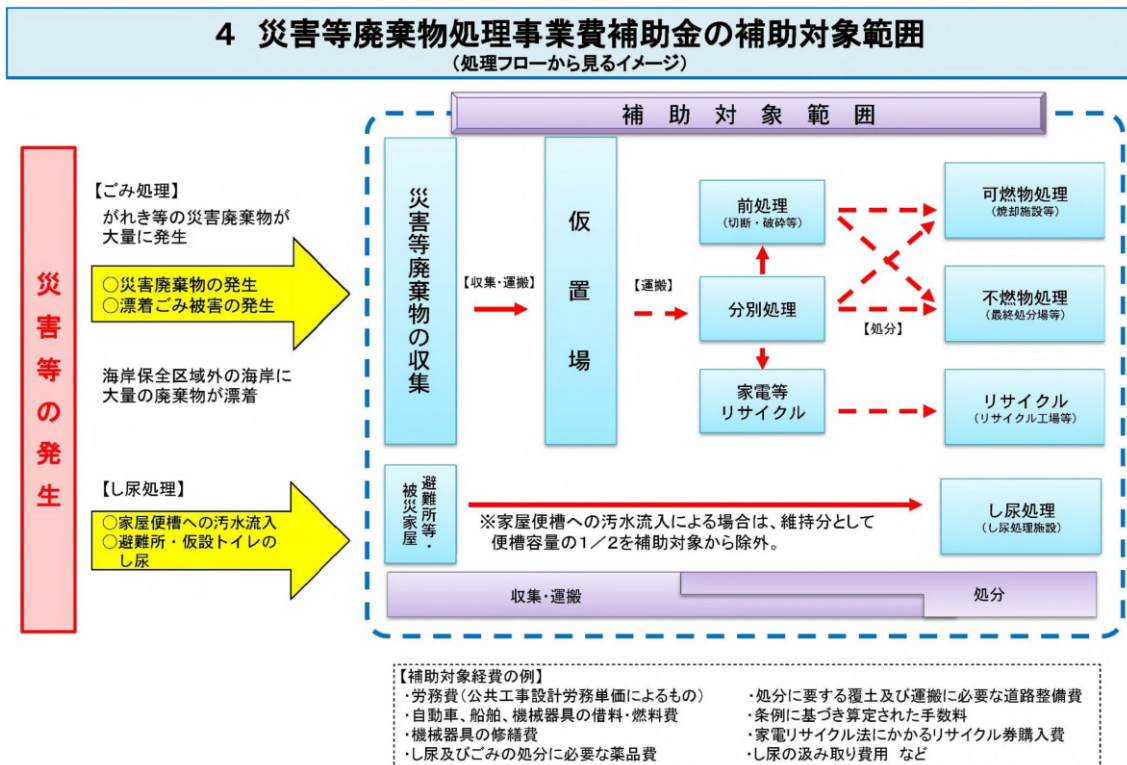 4 災害等廃棄物処理事業費補助金の補助対象範囲
(処理フローから見るイメージ)
補助対象範囲
災害等の発生
【ごみ処理】
がれき等の災害廃棄物が
大量に発生
○災害廃棄物の発生
○漂着ごみ被害の発生
海岸保全区域外の海岸に
大量の廃棄物が漂着
災害等廃棄物の収集
【収集・運搬】
仮置場
【運搬】
前処理
(切断・破砕等)
分別処理
家電等
リサイクル
【処分】
可燃物処理
(焼却施設等)
不燃物処理
(最終処分場等)
リサイクル
(リサイクル工場等)
【し尿処理】
○家屋便槽への汚水流入
○避難所・仮設トイレの
し尿
避難所等・
被災家屋
※家屋便槽への汚水流入による場合は、維持分として
便槽容量の1/2を補助対象から除外。
し尿処理
(し尿処理施設)
収集・運搬
処分
【補助対象経費の例】
・労務費(公共工事設計労務単価によるもの)
・自動車、船舶、機械器具の借料・燃料費
・機械器具の修繕費
・し尿及びごみの処分に必要な薬品費
・処分に要する覆土及び運搬に必要な道路整備費
・条例に基づき算定された手数料
・家電リサイクル法にかかるリサイクル券購入費
・し尿の汲み取り費用 など